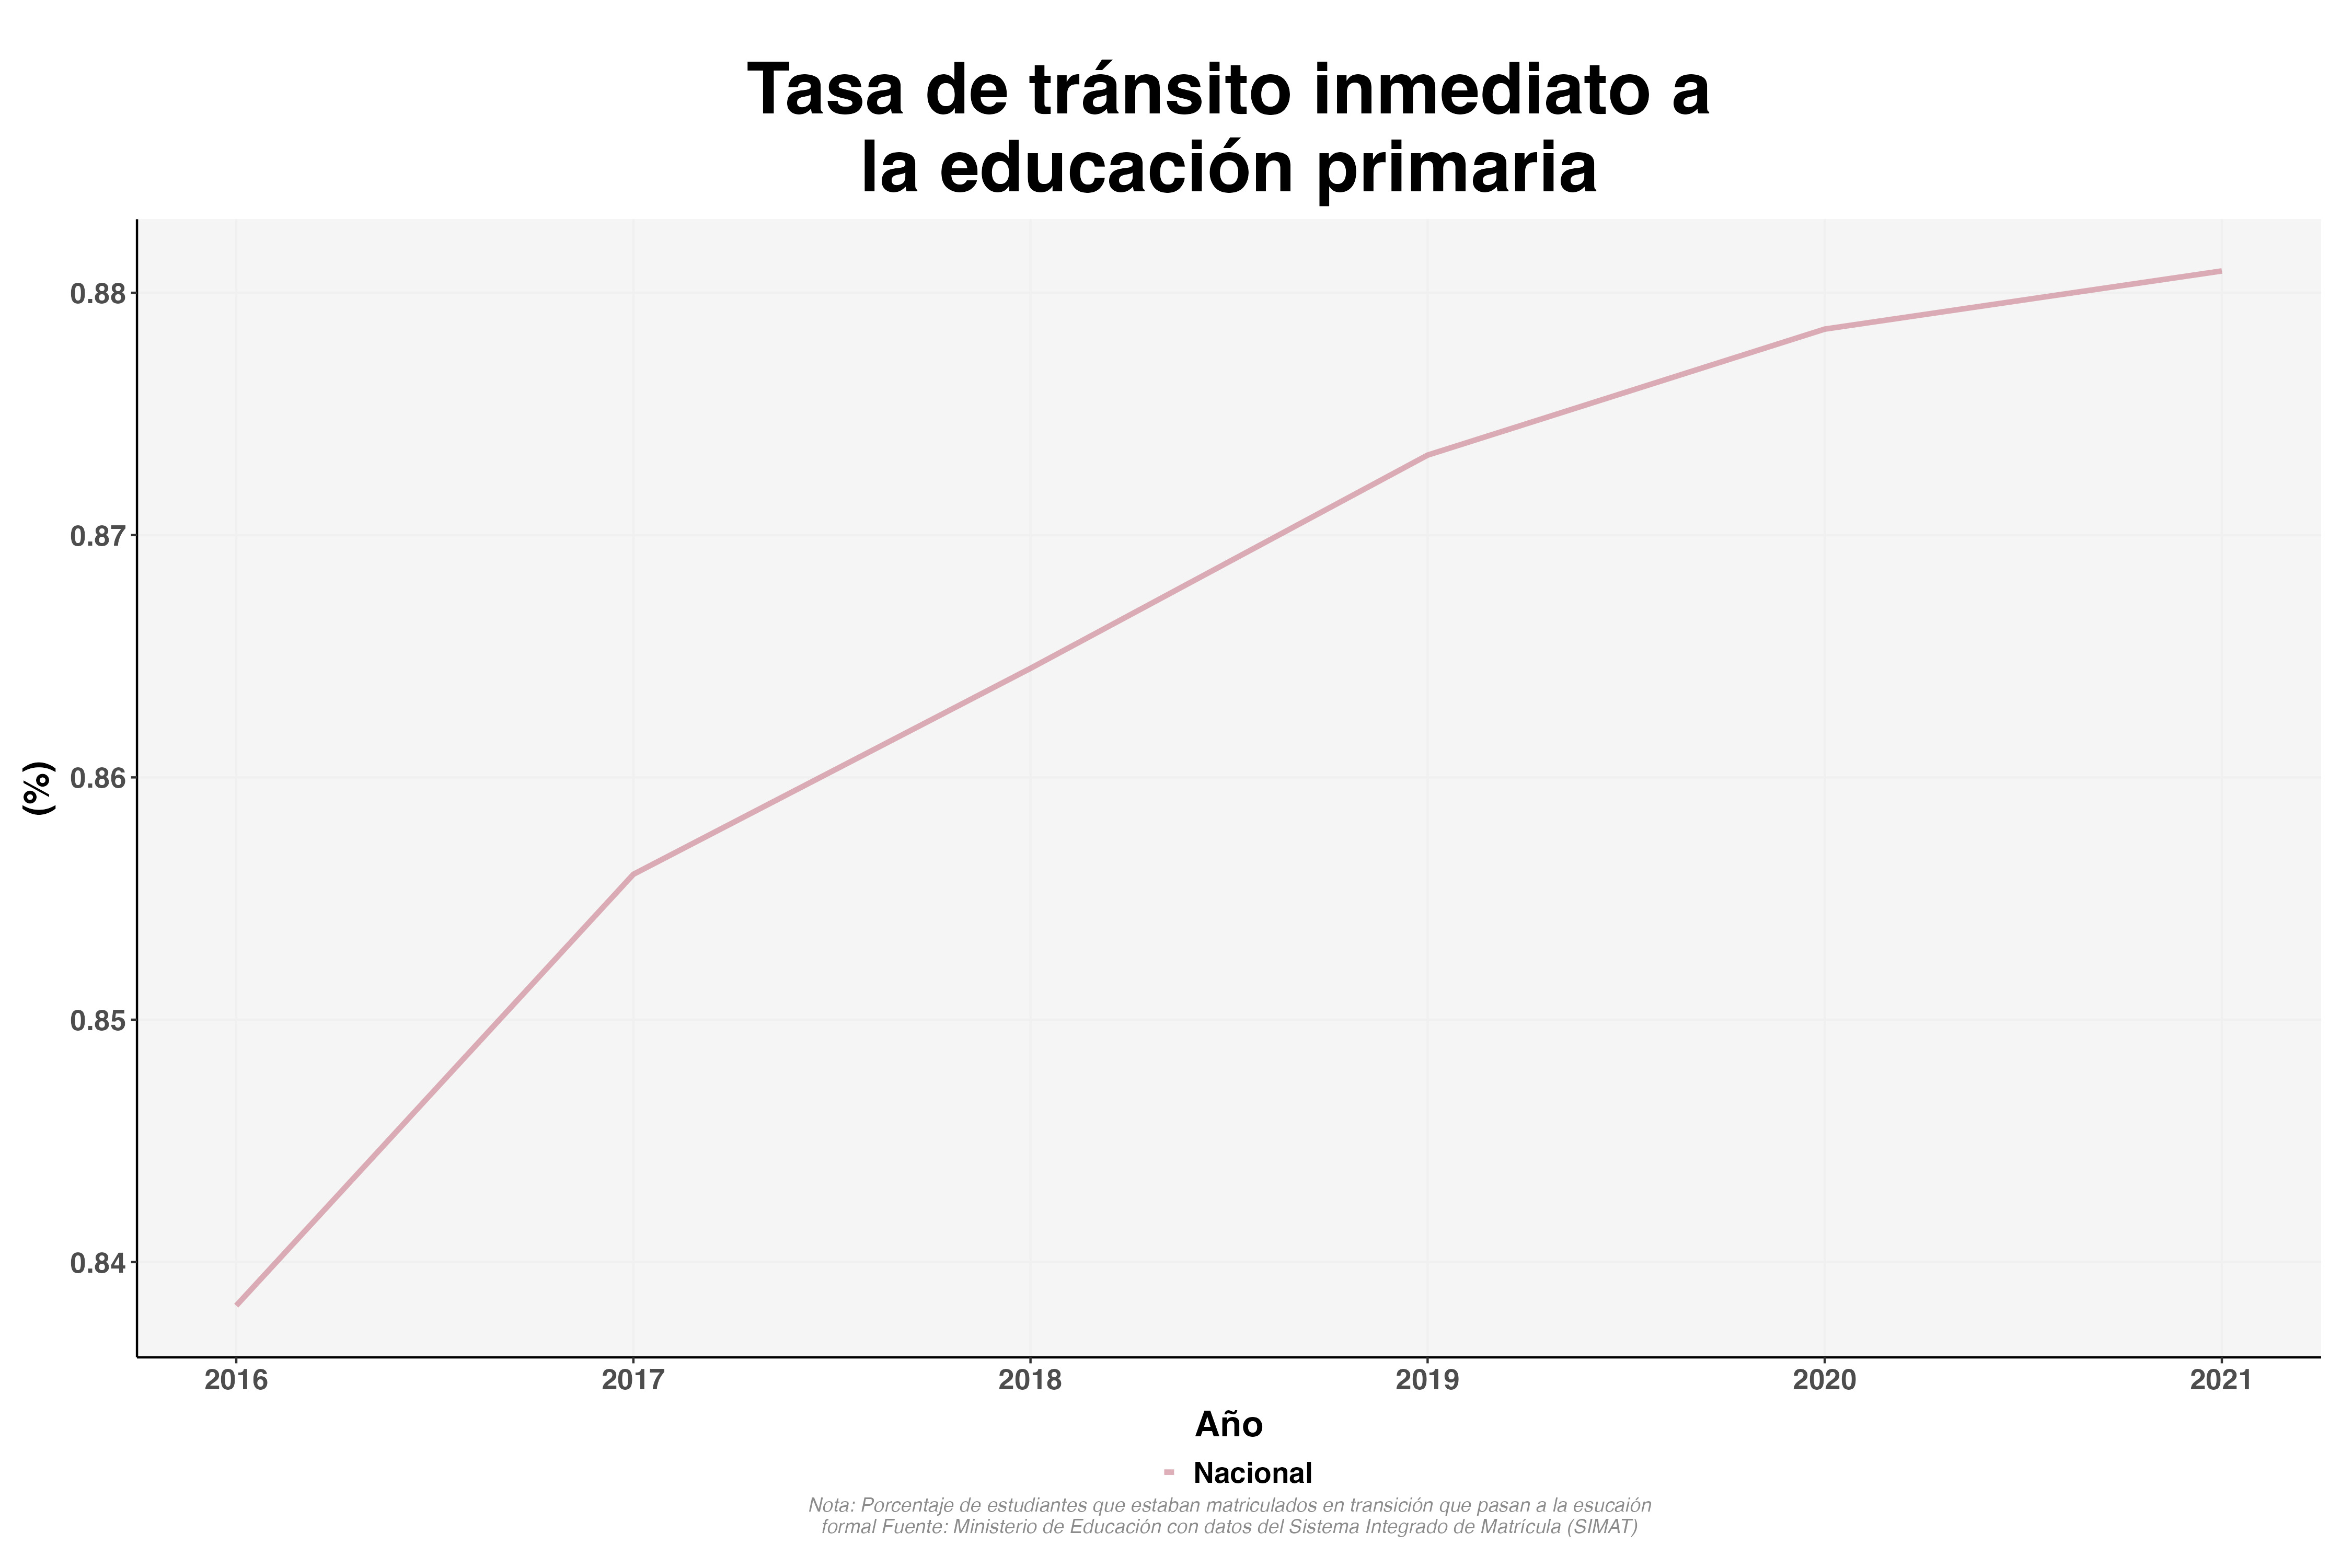 Tasa de tránsito inmediato a
la educación primaria
(%)
0.88
0.87
0.86
0.85
0.84
2016
2017
2018
2019
2020
2021
Año
Nacional
Nota: Porcentaje de estudiantes que estaban matriculados en transición que pasan a la esucaión
formal Fuente: Ministerio de Educación con datos del Sistema Integrado de Matrícula (SIMAT)